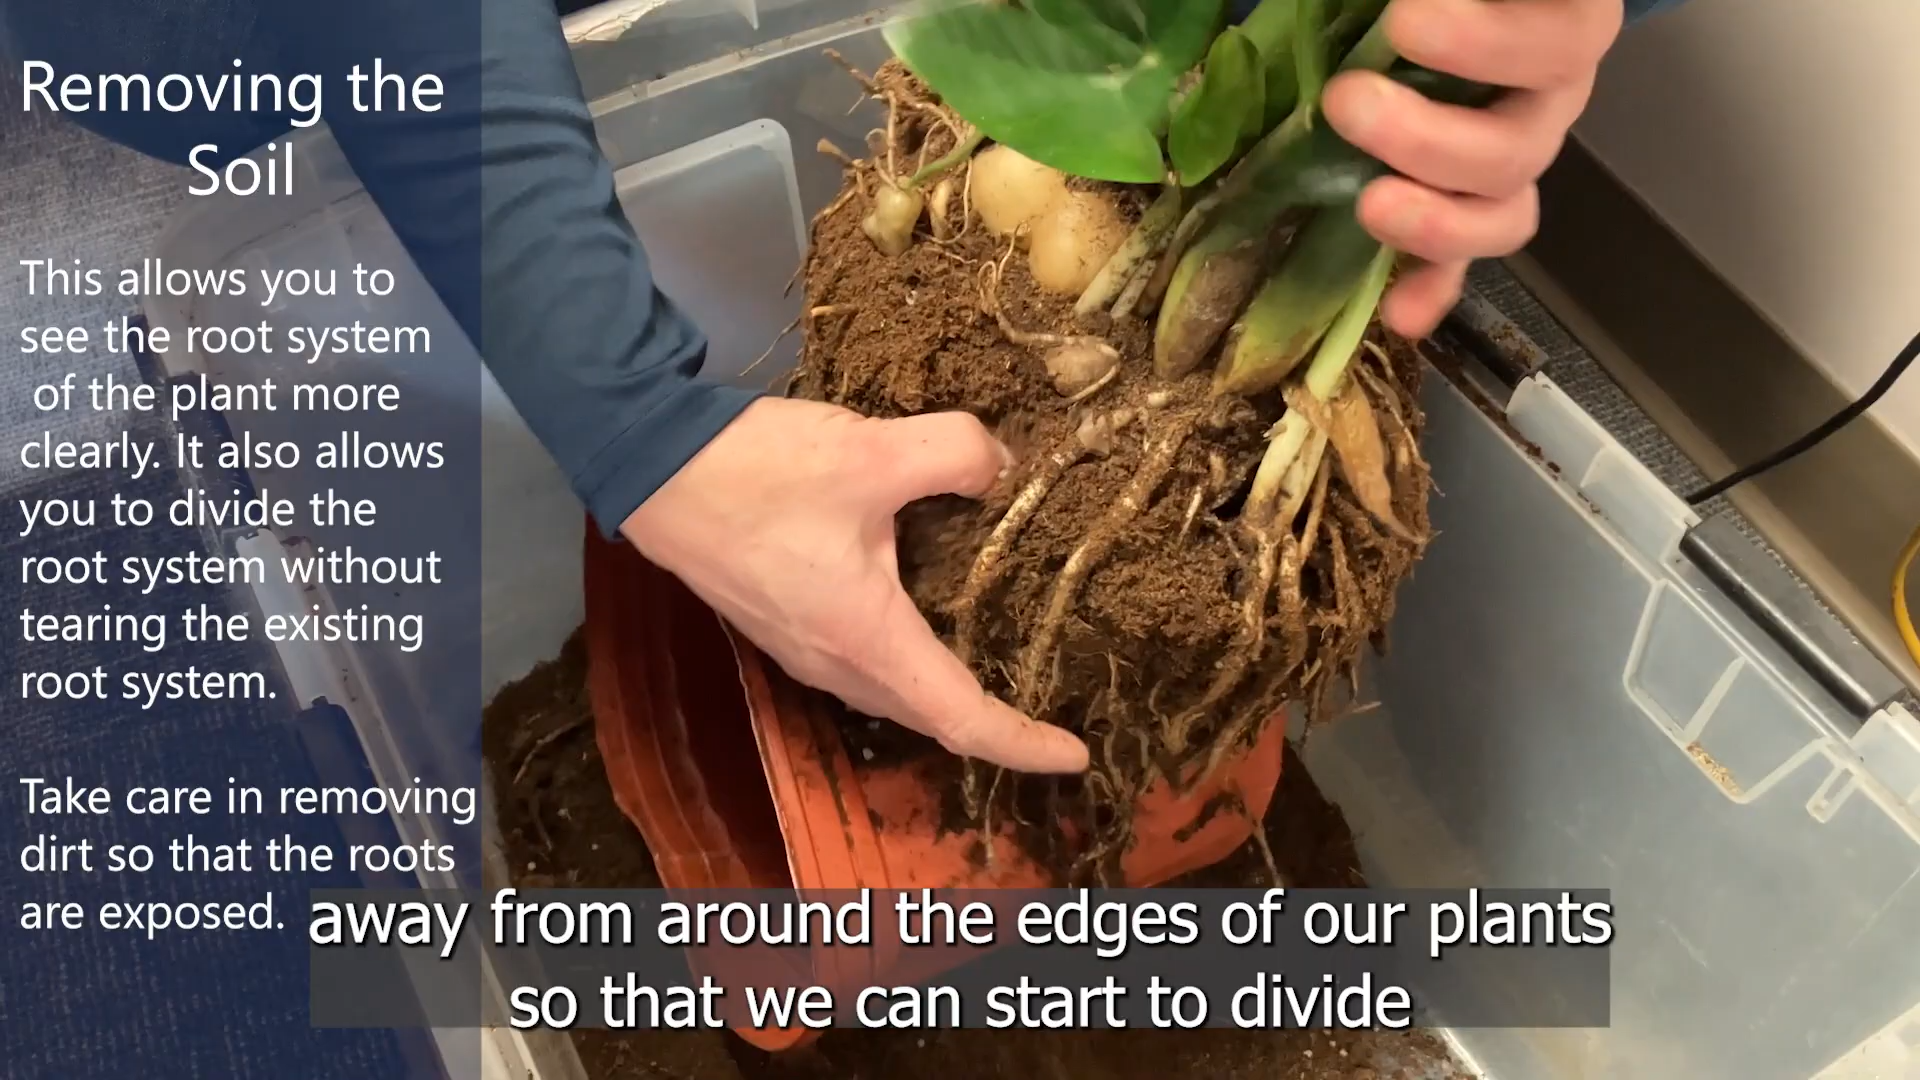 Removing the
Soil
This allows you to
see the root system
of the plant more
clearly. It also allows
you to divide the
root system without
tearing the existing
root system.
Take care in removing
dirt so that the roots
are exposed.
away from around the edges of our plants
so that we can start to divide